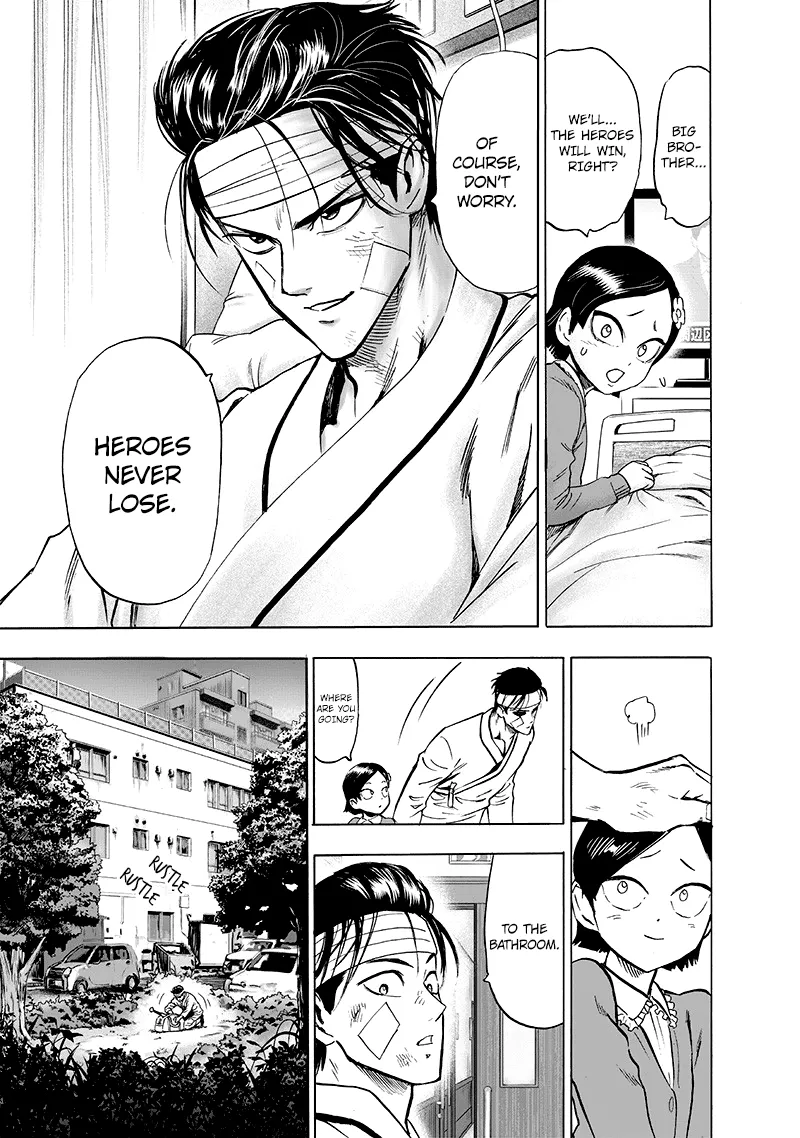 BIG
BRO-
THER...
WE'LL...
THE HEROES
WILL WIN,
RIGHT?
OF
COURSE,
DON'T
WORRY.
HEROES
NEVER
LOSE.
WHERE
ARE YOU
GOING?
TO THE
BATHROOM.
RUSTLE
RUSTLE